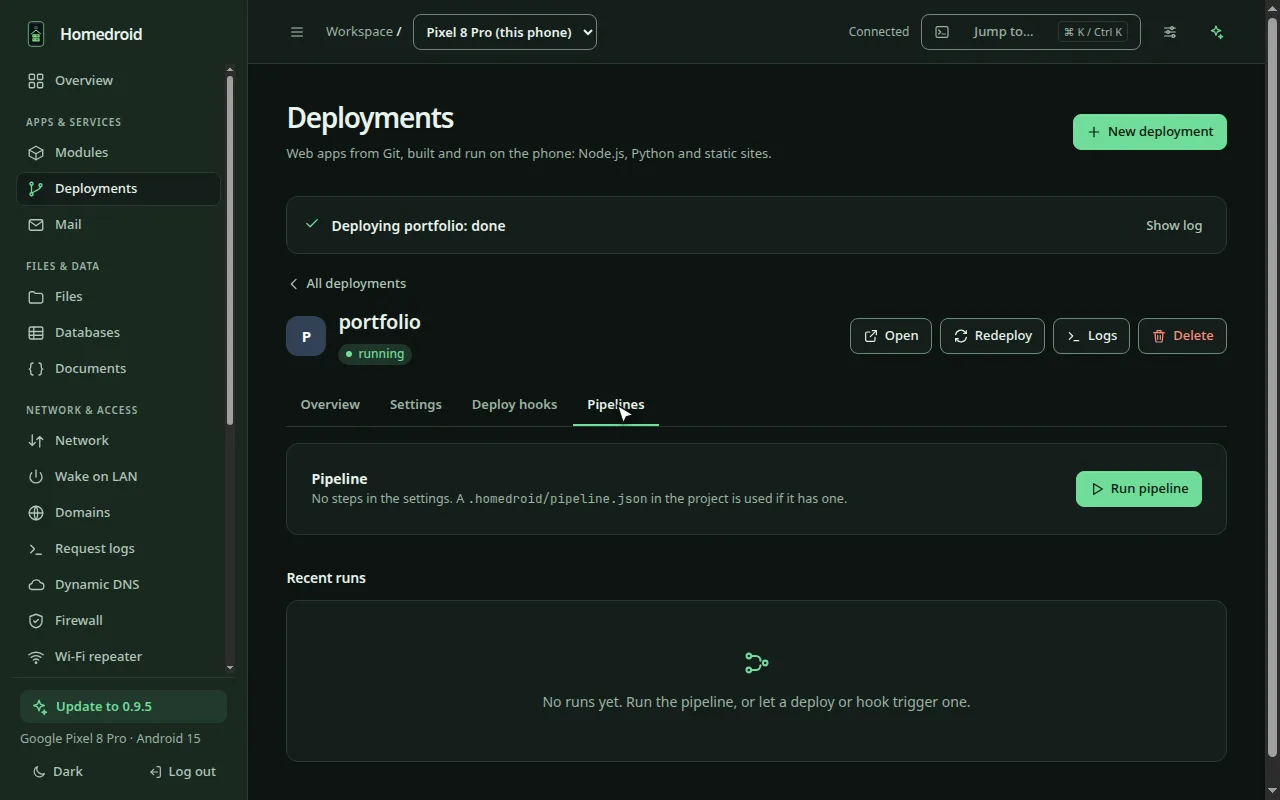 Homedroid
Workspace / Pixel 8 Pro (this phone)
Connected
Jump to... ⌘ K / Ctrl K
Overview
APPS & SERVICES
Modules
Deployments
Mail
FILES & DATA
Files
Databases
Documents
NETWORK & ACCESS
Network
Wake on LAN
Domains
Request logs
Dynamic DNS
Firewall
Wi-Fi repeater
Update to 0.9.5
Google Pixel 8 Pro · Android 15
Dark
Log out
Deployments
Web apps from Git, built and run on the phone: Node.js, Python and static sites.
New deployment
Deploying portfolio: done
Show log
All deployments
P
portfolio
running
Open
Redeploy
Logs
Delete
Overview
Settings
Deploy hooks
Pipelines
Pipeline
No steps in the settings. A .homedroid/pipeline.json in the project is used if it has one.
Run pipeline
Recent runs
No runs yet. Run the pipeline, or let a deploy or hook trigger one.